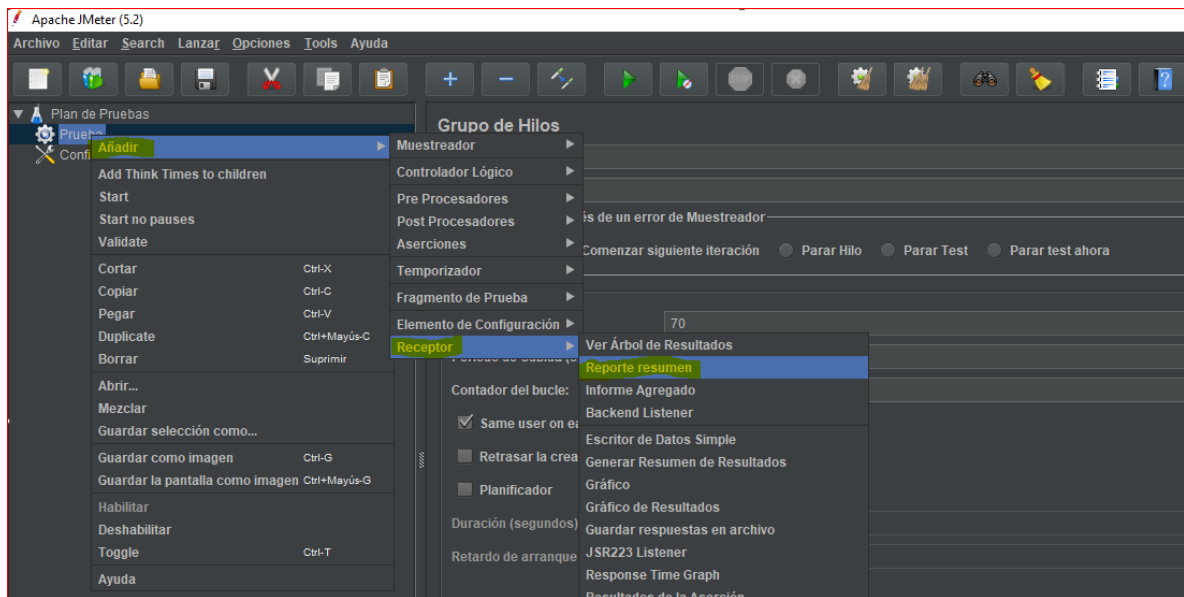 Apache JMeter (5.2)
Archivo Editar Search Lanzar Opciones Tools Ayuda
Plan de Pruebas
Prueba
Confi
Añadir
Add Think Times to children
Start
Start no pauses
Validate
Cortar Ctrl-X
Copiar Ctrl-C
Pegar Ctrl-V
Duplicate Ctrl+Mayús-C
Borrar Suprimir
Abrir...
Mezclar
Guardar selección como...
Guardar como imagen Ctrl-G
Guardar la pantalla como imagen Ctrl+Mayús-G
Habilitar
Deshabilitar
Toggle Ctrl-T
Ayuda
Muestreador
Controlador Lógico
Pre Procesadores
Post Procesadores
Aserciones
Temporizador
Fragmento de Prueba
Elemento de Configuración
Receptor
Ver Árbol de Resultados
Reporte resumen
Informe Agregado
Backend Listener
Escritor de Datos Simple
Generar Resumen de Resultados
Gráfico
Gráfico de Resultados
Guardar respuestas en archivo
JSR223 Listener
Response Time Graph
Resultados de la Aserción
Grupo de Hilos
és de un error de Muestreador
Comenzar siguiente iteración Parar Hilo Parar Test Parar test ahora
70
Contador del bucle:
Same user on ea
Retrasar la crea
Planificador
Duración (segundos)
Retardo de arranque